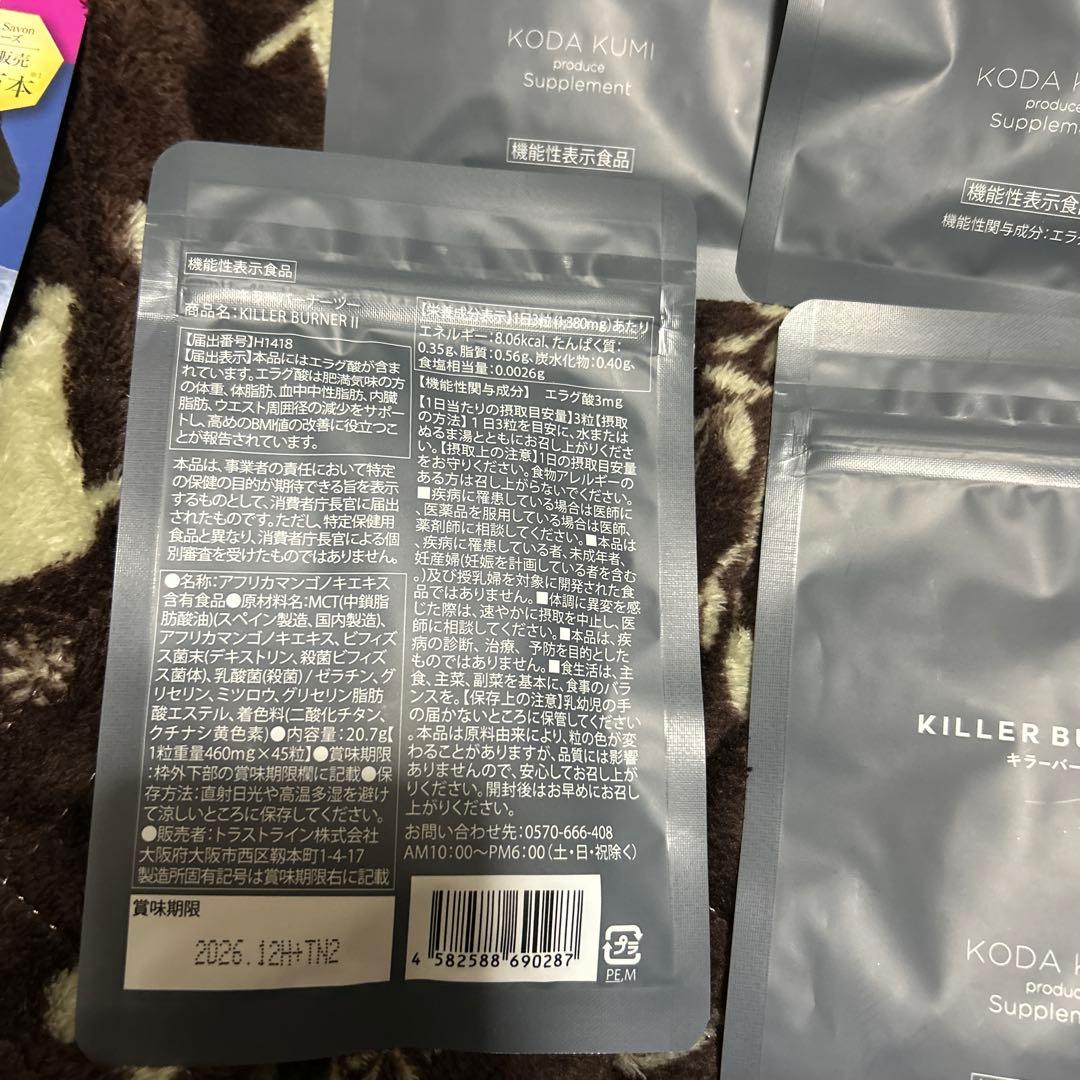 Savon
ーズ
販売
本
KODA KUMI
produce
Supplement
機能性表示食品
KODA K
produce
Supplem
機能性表示食
機能性関与成分：エラ
機能性表示食品
ーナーツー
商品名：KILLER BURNER II
【届出番号】H1418
【届出表示】本品にはエラグ酸が含ま
れています。エラグ酸は肥満気味の方
の体重、体脂肪、血中中性脂肪、内臓
脂肪、ウエスト周囲径の減少をサポー
トし、高めのBMI値の改善に役立つこ
とが報告されています。
本品は、事業者の責任において特定
の保健の目的が期待できる旨を表示
するものとして、消費者庁長官に届出
されたものです。ただし、特定保健用
食品と異なり、消費者庁長官による個
別審査を受けたものではありません。
●名称：アフリカマンゴノキエキス
含有食品●原材料名：MCT(中鎖脂
肪酸油)(スペイン製造、国内製造)、
アフリカマンゴノキエキス、ビフィズ
ス菌末(デキストリン、殺菌ビフィズ
ス菌体)、乳酸菌(殺菌)／ゼラチン、グ
リセリン、ミツロウ、グリセリン脂肪
酸エステル、着色料(二酸化チタン、
クチナシ黄色素)●内容量：20.7g【
1粒重量460mg×45粒】●賞味期限
：枠外下部の賞味期限欄に記載●保
存方法：直射日光や高温多湿を避け
て涼しいところに保存してください。
●販売者：トラストライン株式会社
大阪府大阪市西区靱本町1-4-17
製造所固有記号は賞味期限右に記載
賞味期限
2026.12H+TN2
【栄養成分表示】1日3粒(1,380mg)あたり
エネルギー：8.06kcal、たんぱく質：
0.35g、脂質：0.56g、炭水化物：0.40g、
食塩相当量：0.0026g
【機能性関与成分】 エラグ酸3mg
【1日当たりの摂取目安量】3粒【摂
取の方法】1日3粒を目安に、水または
ぬるま湯とともにお召し上がりくださ
い。【摂取上の注意】1日の摂取目安量
をお守りください。食物アレルギーの
ある方は召し上がらないでください。
■疾病に罹患している場合は医師に、
医薬品を服用している場合は医師、
薬剤師に相談してください。■本品は
、疾病に罹患している者、未成年者、
妊産婦(妊娠を計画している者を含む
。)及び授乳婦を対象に開発された食
品ではありません。■体調に異変を感
じた際は、速やかに摂取を中止し、医
師に相談してください。■本品は、疾
病の診断、治療、予防を目的とした
ものではありません。■食生活は、主
食、主菜、副菜を基本に、食事のバラ
ンスを。【保存上の注意】乳幼児の手
の届かないところに保管してください
。本品は原料由来により、粒の色が変
わることがありますが、品質には影響
ありませんので、安心してお召し上が
りください。開封後はお早めにお召し
上がりください。
お問い合わせ先：0570-666-408
AM10：00〜PM6：00(土・日・祝除く)
4 582588 690287
プラ
PE,M
KILLER BU
キラーバー
KODA K
produc
Supplem